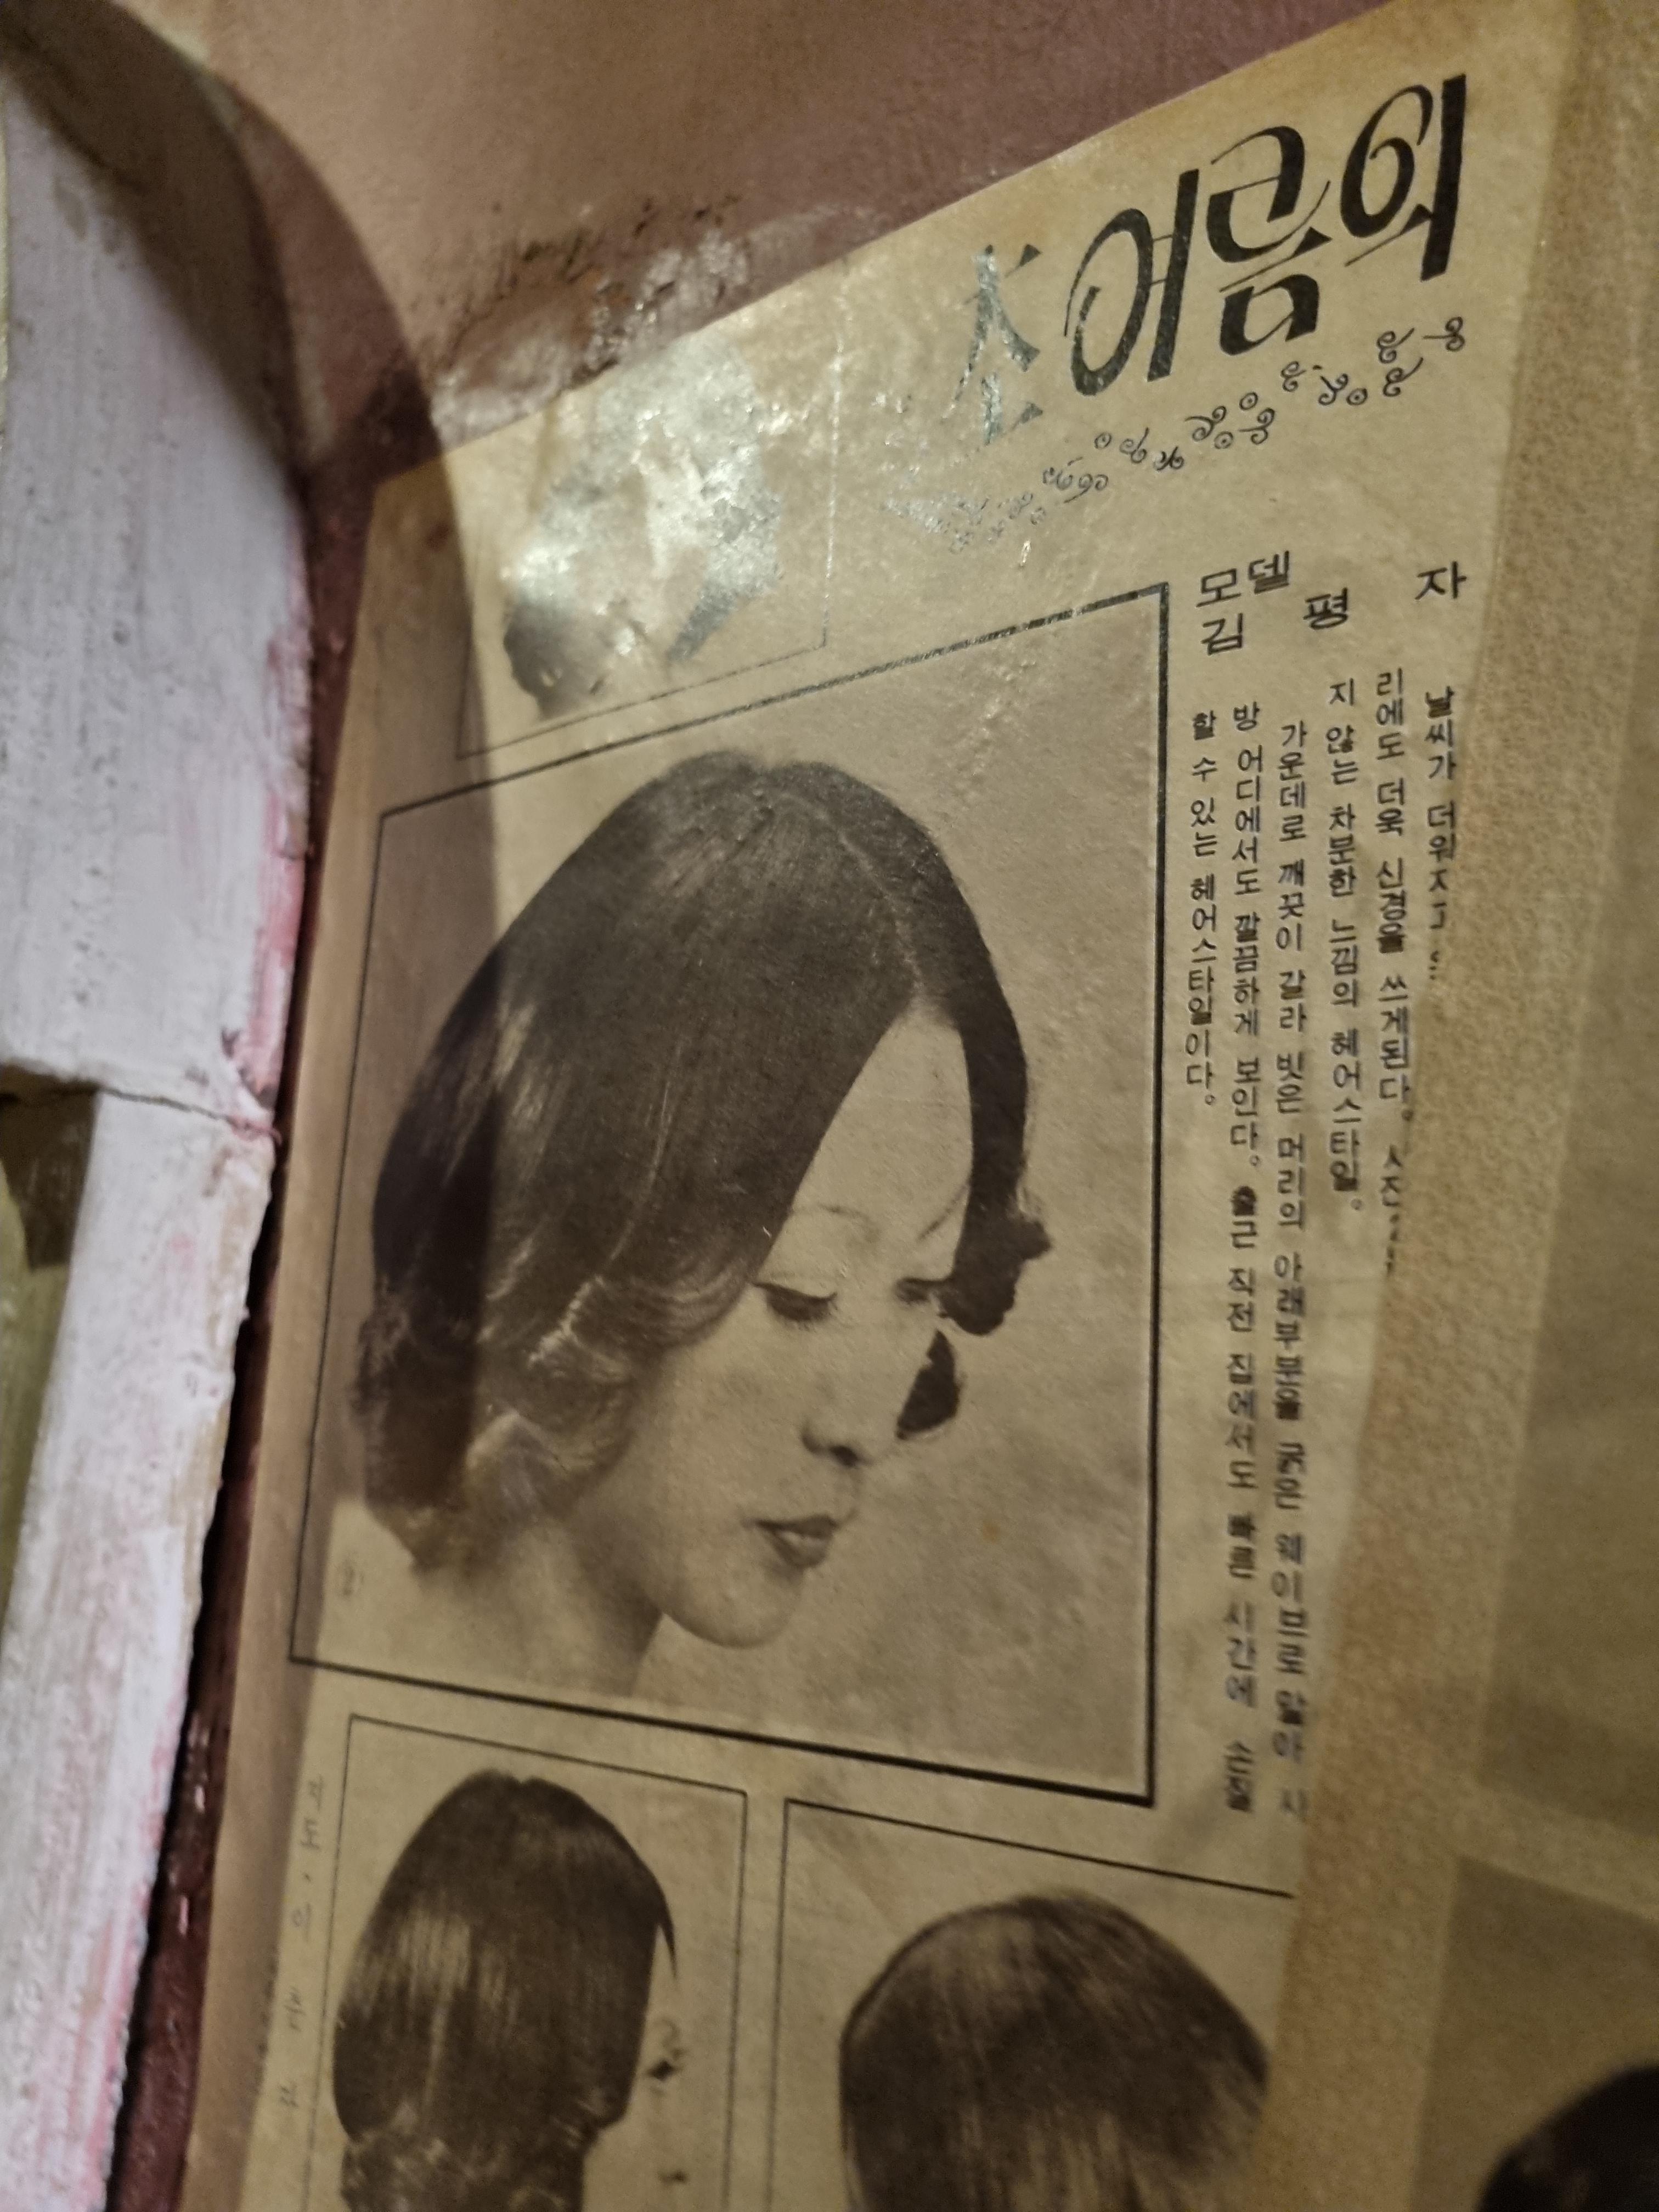 초여름의
모델
김 평 자
날씨가 더워지고
리에도 더욱 신경을 쓰게된다.
지 않는 차분한 느낌의 헤어스타일.
가운데로 깨끗이 갈라 빗은 머리의 아래부분을 굵은 웨이브로 말아
방 어디에서도 깔끔하게 보인다. 출근 직전 집에서도 빠른 시간에 손질
할 수 있는 헤어스타일이다.